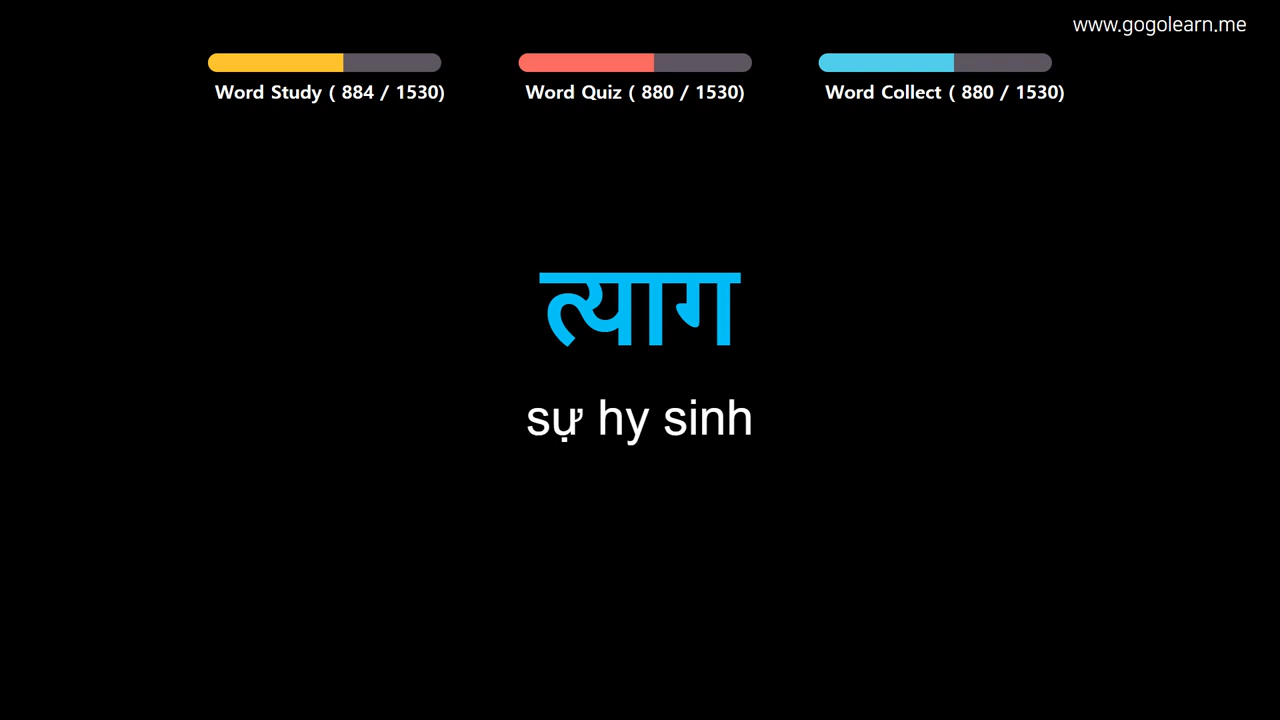 www.gogolearn.me
Word Study ( 884 / 1530)
Word Quiz ( 880 / 1530)
Word Collect ( 880 / 1530)
त्याग
sự hy sinh